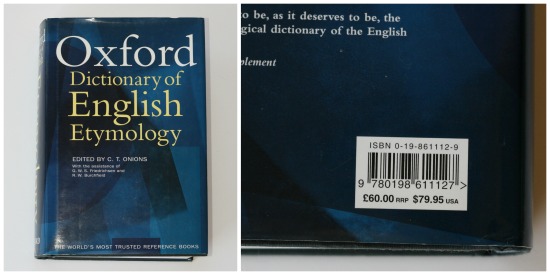 Oxford
Dictionary of
English
Etymology
EDITED BY C. T. ONIONS
With the assistance of
G. W. S. Friedrichsen and
R. W. Burchfield
THE WORLD'S MOST TRUSTED REFERENCE BOOKS
to be, as it deserves to be, the
gical dictionary of the English
plement
ISBN 0-19-861112-9
9 780198 611127>
£60.00 RRP $79.95 USA